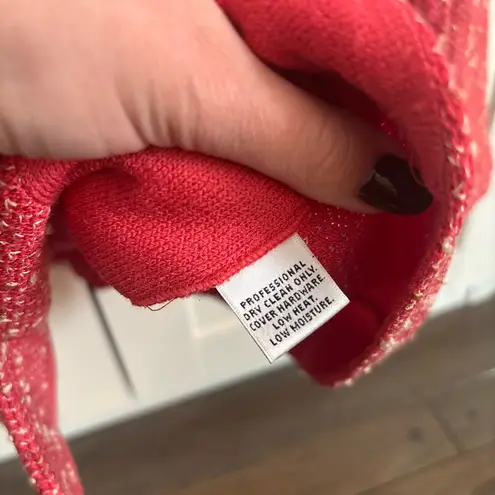 PROFESSIONAL
DRY CLEAN ONLY.
COVER HARDWARE.
LOW HEAT.
LOW MOISTURE.